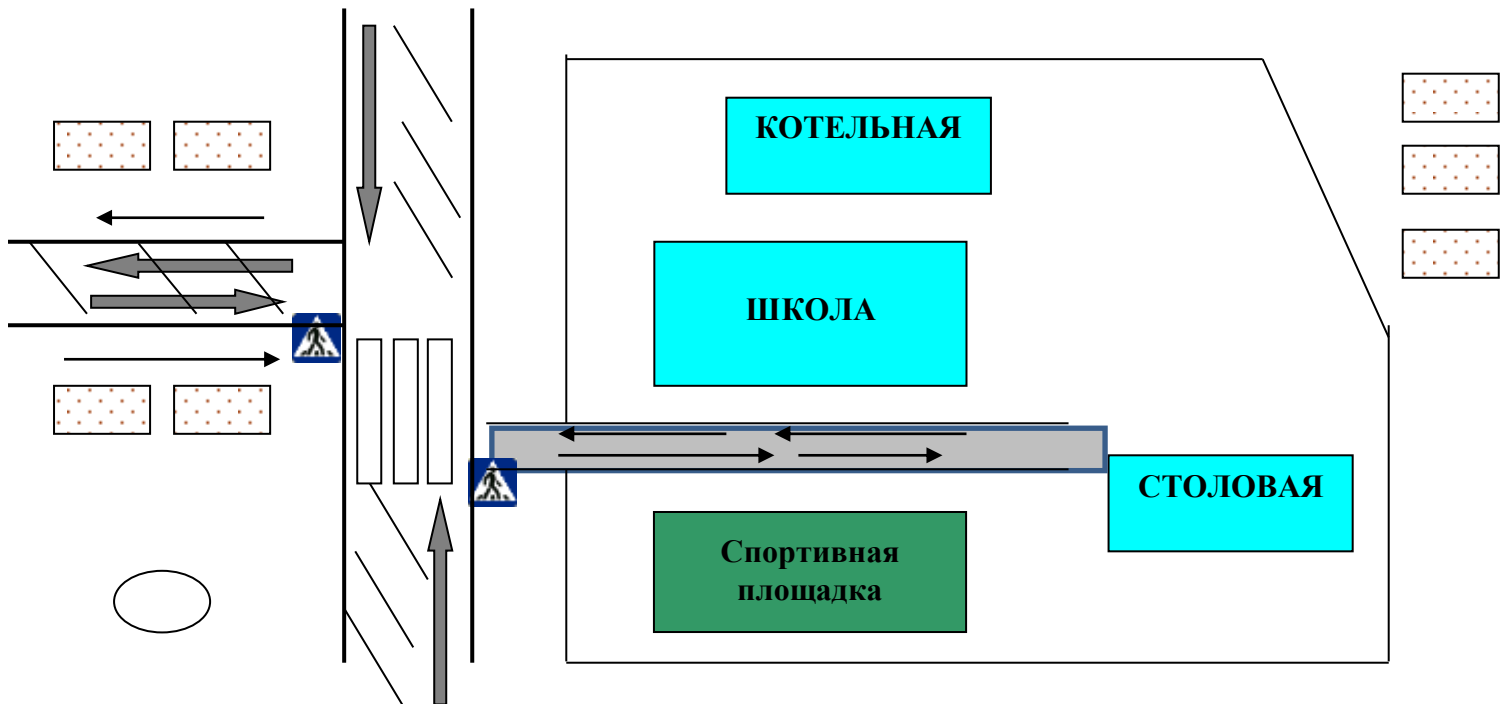 КОТЕЛЬНАЯ
ШКОЛА
СТОЛОВАЯ
Спортивная
площадка